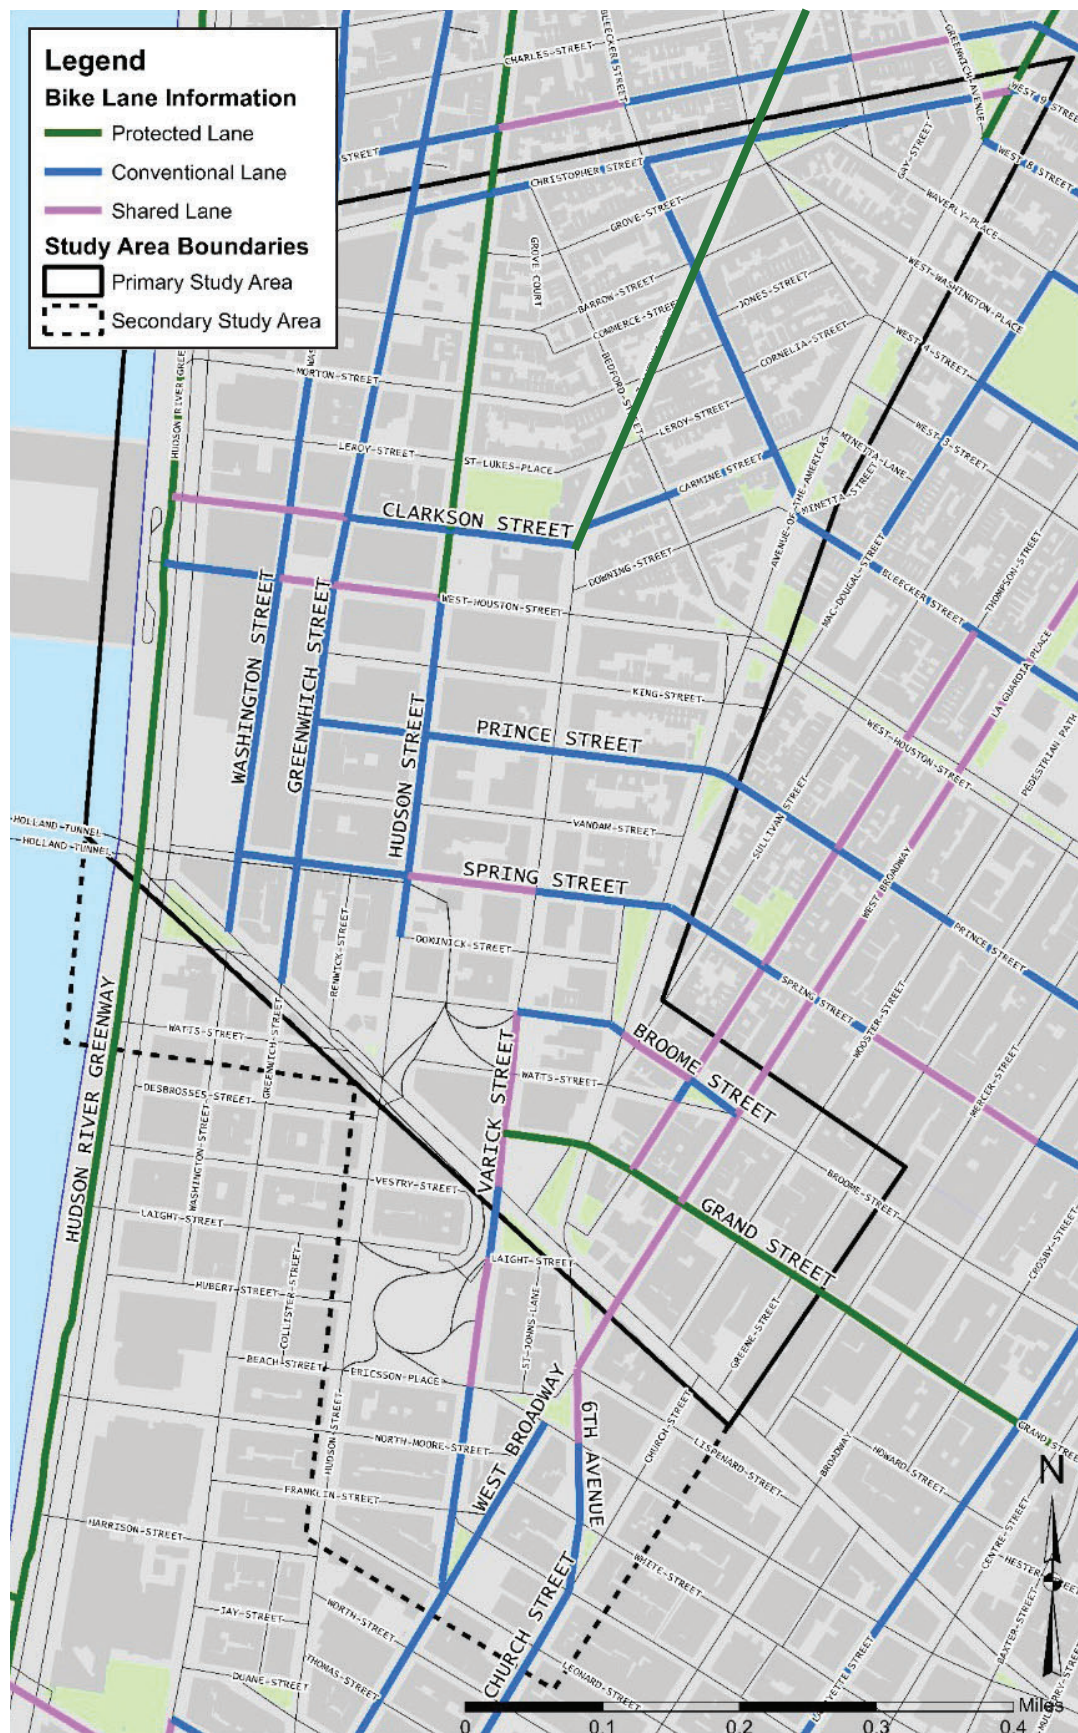 Legend
Bike Lane Information
Protected Lane
Conventional Lane
Shared Lane
Study Area Boundaries
Primary Study Area
Secondary Study Area
CHARLES-STREET
BLEECKER-STREET
GREENWICH-AVENUE
WEST-9-STREET
WEST-8-STREET
STREET
CHRISTOPHER-STREET
GAY-STREET
WAVERLY-PLACE
GROVE-STREET
GROVE COURT
WEST-WASHINGTON-PLACE
BARROW-STREET
JONES-STREET
COMMERCE-STREET
CORNELIA-STREET
WEST-4-STREET
BEDFORD-STREET
HUDSON RIVER GREE
MORTON-STREET
LEROY-STREET
ST-LUKES-PLACE
LEROY-STREET
WEST-3-STREET
MINETTA-LANE
CARMINE STREET
MINETTA-STREET
AVENUE-OF-THE-AMERICAS
CLARKSON STREET
DOWNING-STREET
MAC-DOUGAL-STREET
BLEECKER STREET
THOMPSON-STREET
WEST-HOUSTON-STREET
WASHINGTON STREET
GREENWHICH STREET
HUDSON STREET
KING-STREET
LA GUARDIA PLACE
PEDESTRIAN PATH
PRINCE STREET
WEST-HOUSTON-STREET
SULLIVAN-STREET
VANDAM-STREET
HOLLAND-TUNNEL
HOLLAND-TUNNEL
SPRING STREET
WEST BROADWAY
PRINCE STREET
RENWICK-STREET
DOMINICK-STREET
SPRING STREET
WOOSTER-STREET
HUDSON RIVER GREENWAY
WATTS-STREET
GREENWICH-STREET
BROOME STREET
WATTS-STREET
MERCER-STREET
DESBROSSES-STREET
WASHINGTON-STREET
VARICK STREET
VESTRY-STREET
BROOME-STREET
LAIGHT-STREET
GRAND STREET
CROSBY-STREET
LAIGHT-STREET
HUBERT-STREET
COLLISTER-STREET
ST-JOHNS-LANE
GREENE-STREET
BEACH-STREET
ERICSSON-PLACE
HUDSON-STREET
WEST BROADWAY
6TH AVENUE
CHURCH-STREET
LISPENARD-STREET
BROADWAY
HOWARD-STREET
GRAND STREE
NORTH-MOORE-STREET
FRANKLIN-STREET
HARRISON-STREET
N
CENTRE-STREET
HESTER-STREET
WHITE-STREET
CHURCH STREET
JAY-STREET
WORTH-STREET
BAXTER-STREET
THOMAS-STREET
DUANE-STREET
LEONARD-STREET
LAFAYETTE STREET
MULBERRY-STREET
Miles
0 0.1 0.2 0.3 0.4